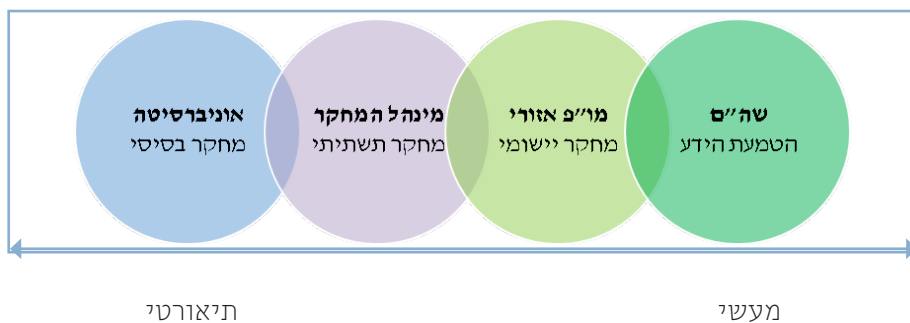 שה״ם
הטמעת הידע
מו״פ אזורי
מחקר יישומי
מינהל המחקר
מחקר תשתיתי
אוניברסיטה
מחקר בסיסי
מעשי
תיאורטי